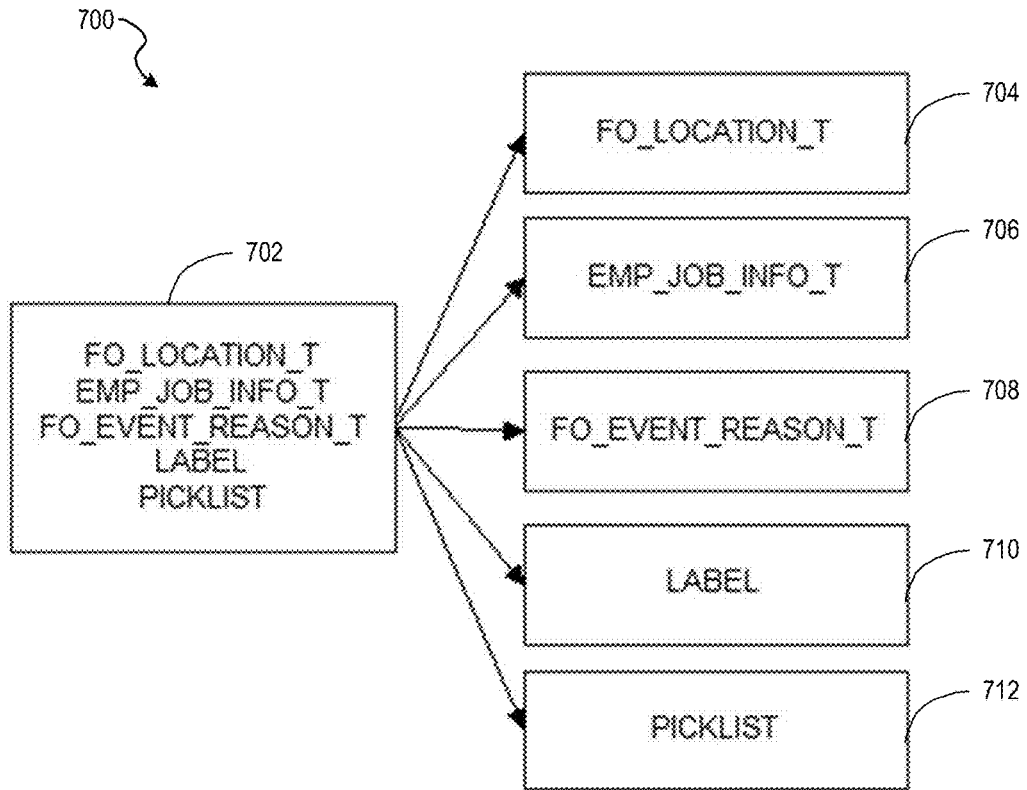 700
702
FO_LOCATION_T
EMP_JOB_INFO_T
FO_EVENT_REASON_T
LABEL
PICKLIST
FO_LOCATION_T
704
EMP_JOB_INFO_T
706
FO_EVENT_REASON_T
708
LABEL
710
PICKLIST
712